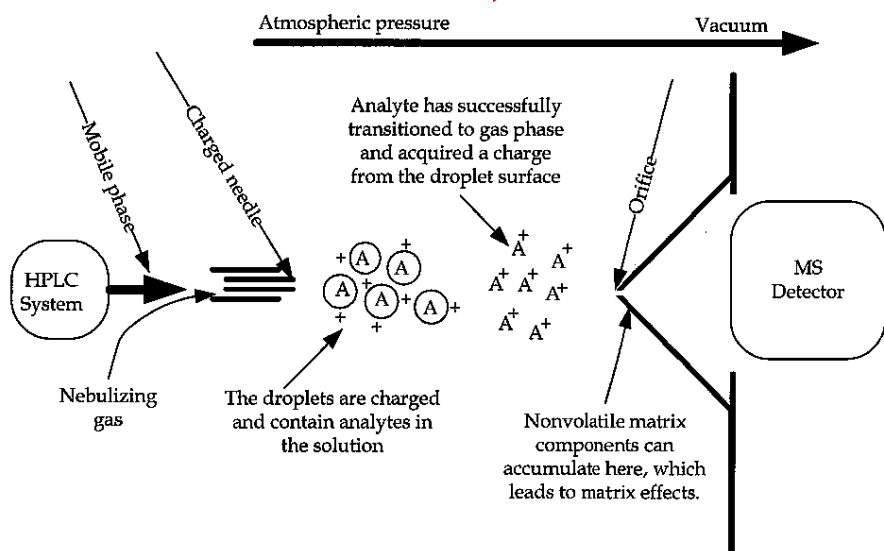 Atmospheric pressure
Vacuum
Mobile phase
Charged needle
Analyte has successfully
transitioned to gas phase
and acquired a charge
from the droplet surface
Orifice
HPLC
System
A
+
A
+
A
+
A
+
A
+
+
+
A+
A+
A+
A+
A+
A+
A+
MS
Detector
Nebulizing
gas
The droplets are charged
and contain analytes in
the solution
Nonvolatile matrix
components can
accumulate here, which
leads to matrix effects.